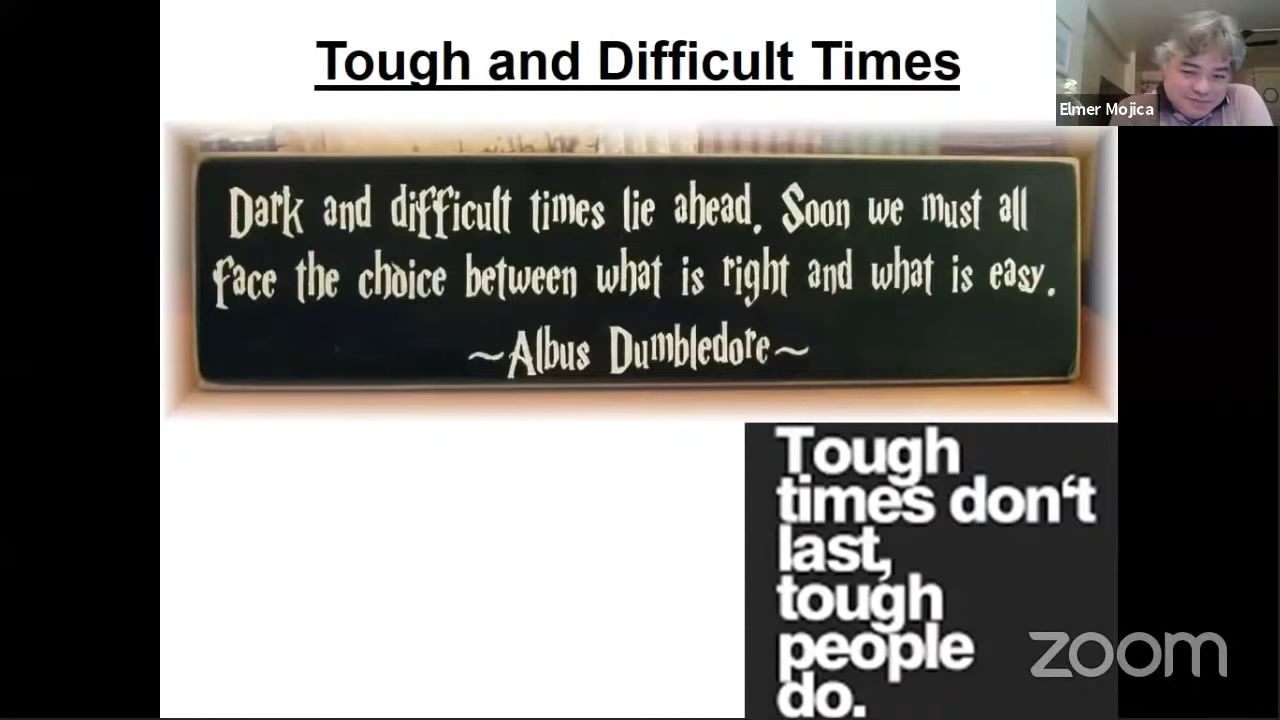 Tough and Difficult Times
Elmer Mojica
Dark and difficult times lie ahead. Soon we must all
face the choice between what is right and what is easy.
~Albus Dumbledore~
Tough
times don‘t
last,
tough
people
do.
zoom